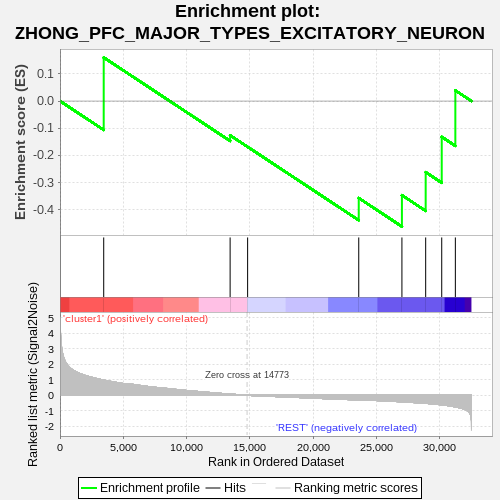 Enrichment plot:
ZHONG_PFC_MAJOR_TYPES_EXCITATORY_NEURON
Enrichment score (ES)
0.1
0.0
-0.1
-0.2
-0.3
-0.4
'cluster1' (positively correlated)
Ranked list metric (Signal2Noise)
5
4
3
2
1
0
-1
-2
Zero cross at 14773
'REST' (negatively correlated)
0 5,000 10,000 15,000 20,000 25,000 30,000
Rank in Ordered Dataset
Enrichment profile Hits Ranking metric scores